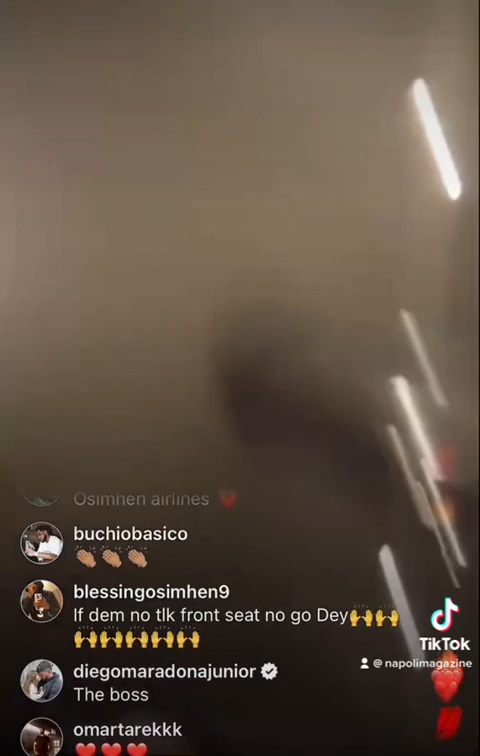 Osimhen airlines ❤️
buchiobasico
👏🏽👏🏽👏🏽
blessingosimhen9
If dem no tlk front seat no go Dey🙌🙌
🙌🙌🙌🙌🙌🙌
diegomaradonajunior
The boss
TikTok
@napolimagazine
omartarekkk
❤️❤️❤️